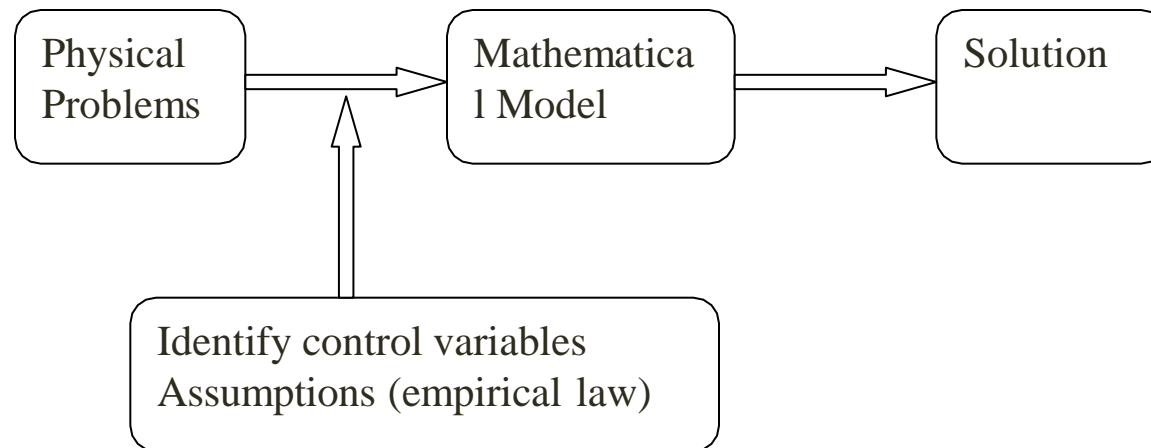 Physical
Problems
Mathematica
l Model
Solution
Identify control variables
Assumptions (empirical law)